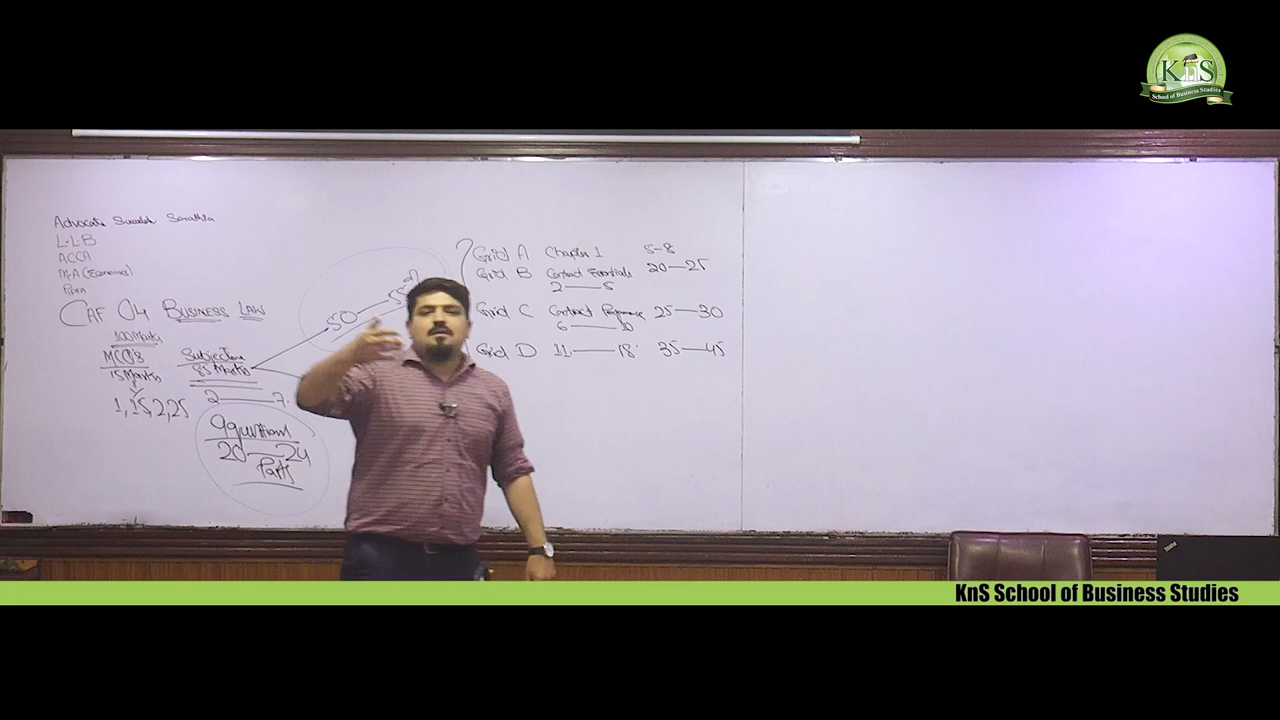 KnS
School of Business Studies
Advocate
L.L.B
ACCA
M.A (Economics)
CAF 04 BUSINESS LAW
100 Marks
MCQ's
15 Marks
1, 1.5, 2, 2.5
Subjective
85 Marks
2 — 7
9 questions
20 — 24
Parts
50 —
Grid A Chapter 1 5-8
Grid B Contract Essentials 20—25
2 — 5
Grid C Contract Performance 25—30
6 — 10
Grid D 11 — 18 35—45
KnS School of Business Studies